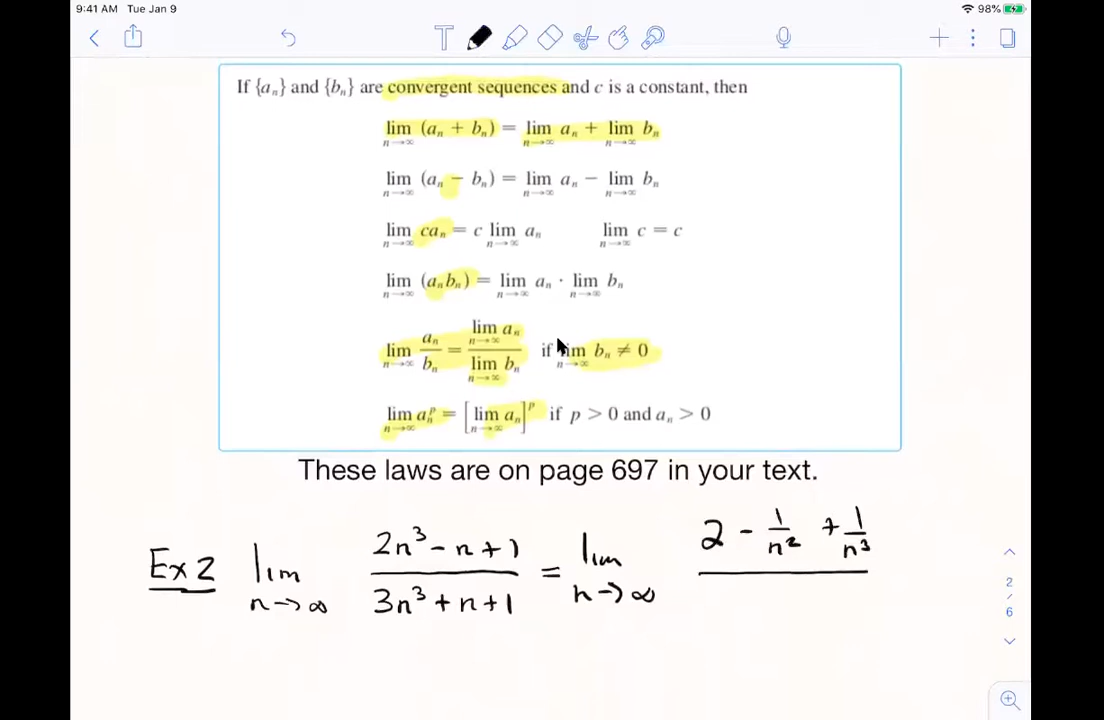 9:41 AM Tue Jan 9 98%
If {aₙ} and {bₙ} are convergent sequences and c is a constant, then
lim n→∞ (aₙ + bₙ) = lim n→∞ aₙ + lim n→∞ bₙ
lim n→∞ (aₙ − bₙ) = lim n→∞ aₙ − lim n→∞ bₙ
lim n→∞ caₙ = c lim n→∞ aₙ lim n→∞ c = c
lim n→∞ (aₙbₙ) = lim n→∞ aₙ · lim n→∞ bₙ
lim n→∞ aₙ/bₙ = (lim n→∞ aₙ)/(lim n→∞ bₙ) if lim n→∞ bₙ ≠ 0
lim n→∞ aₙᵖ = [lim n→∞ aₙ]ᵖ if p > 0 and aₙ > 0
These laws are on page 697 in your text.
Ex 2 lim n→∞ (2n³ − n + 1)/(3n³ + n + 1) = lim n→∞ 2 − 1/n² + 1/n³
2
/
6